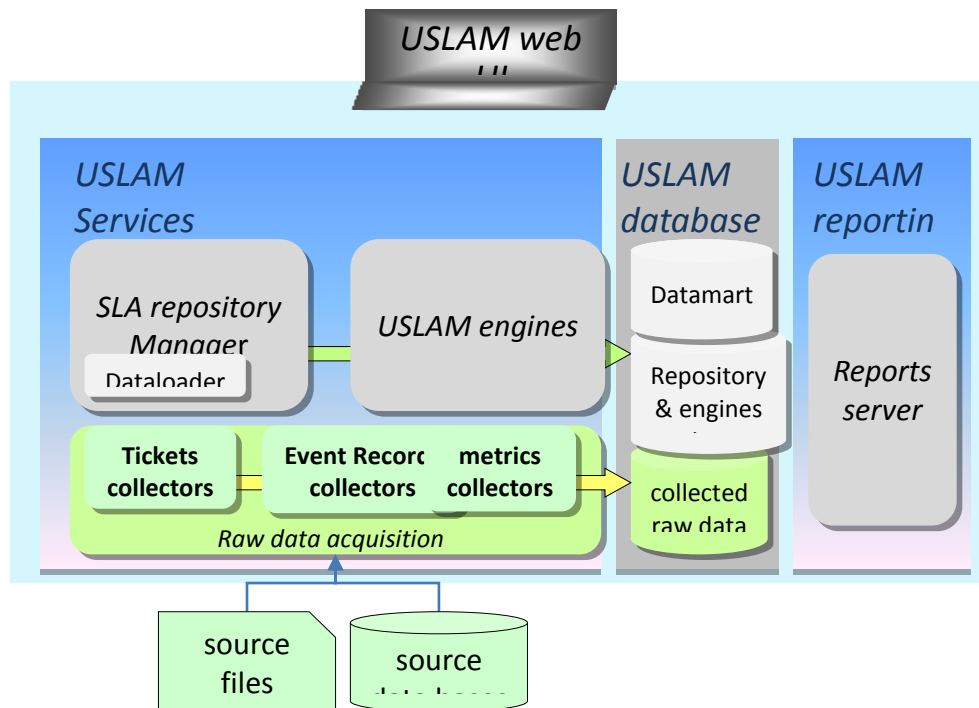 USLAM web
USLAM
Services
USLAM
database
USLAM
reportin
SLA repository
Manager
Dataloader
USLAM engines
Datamart
Repository
& engines
Reports
server
Tickets
collectors
Event Recor
collectors
metrics
collectors
collected
raw data
Raw data acquisition
source
files
source